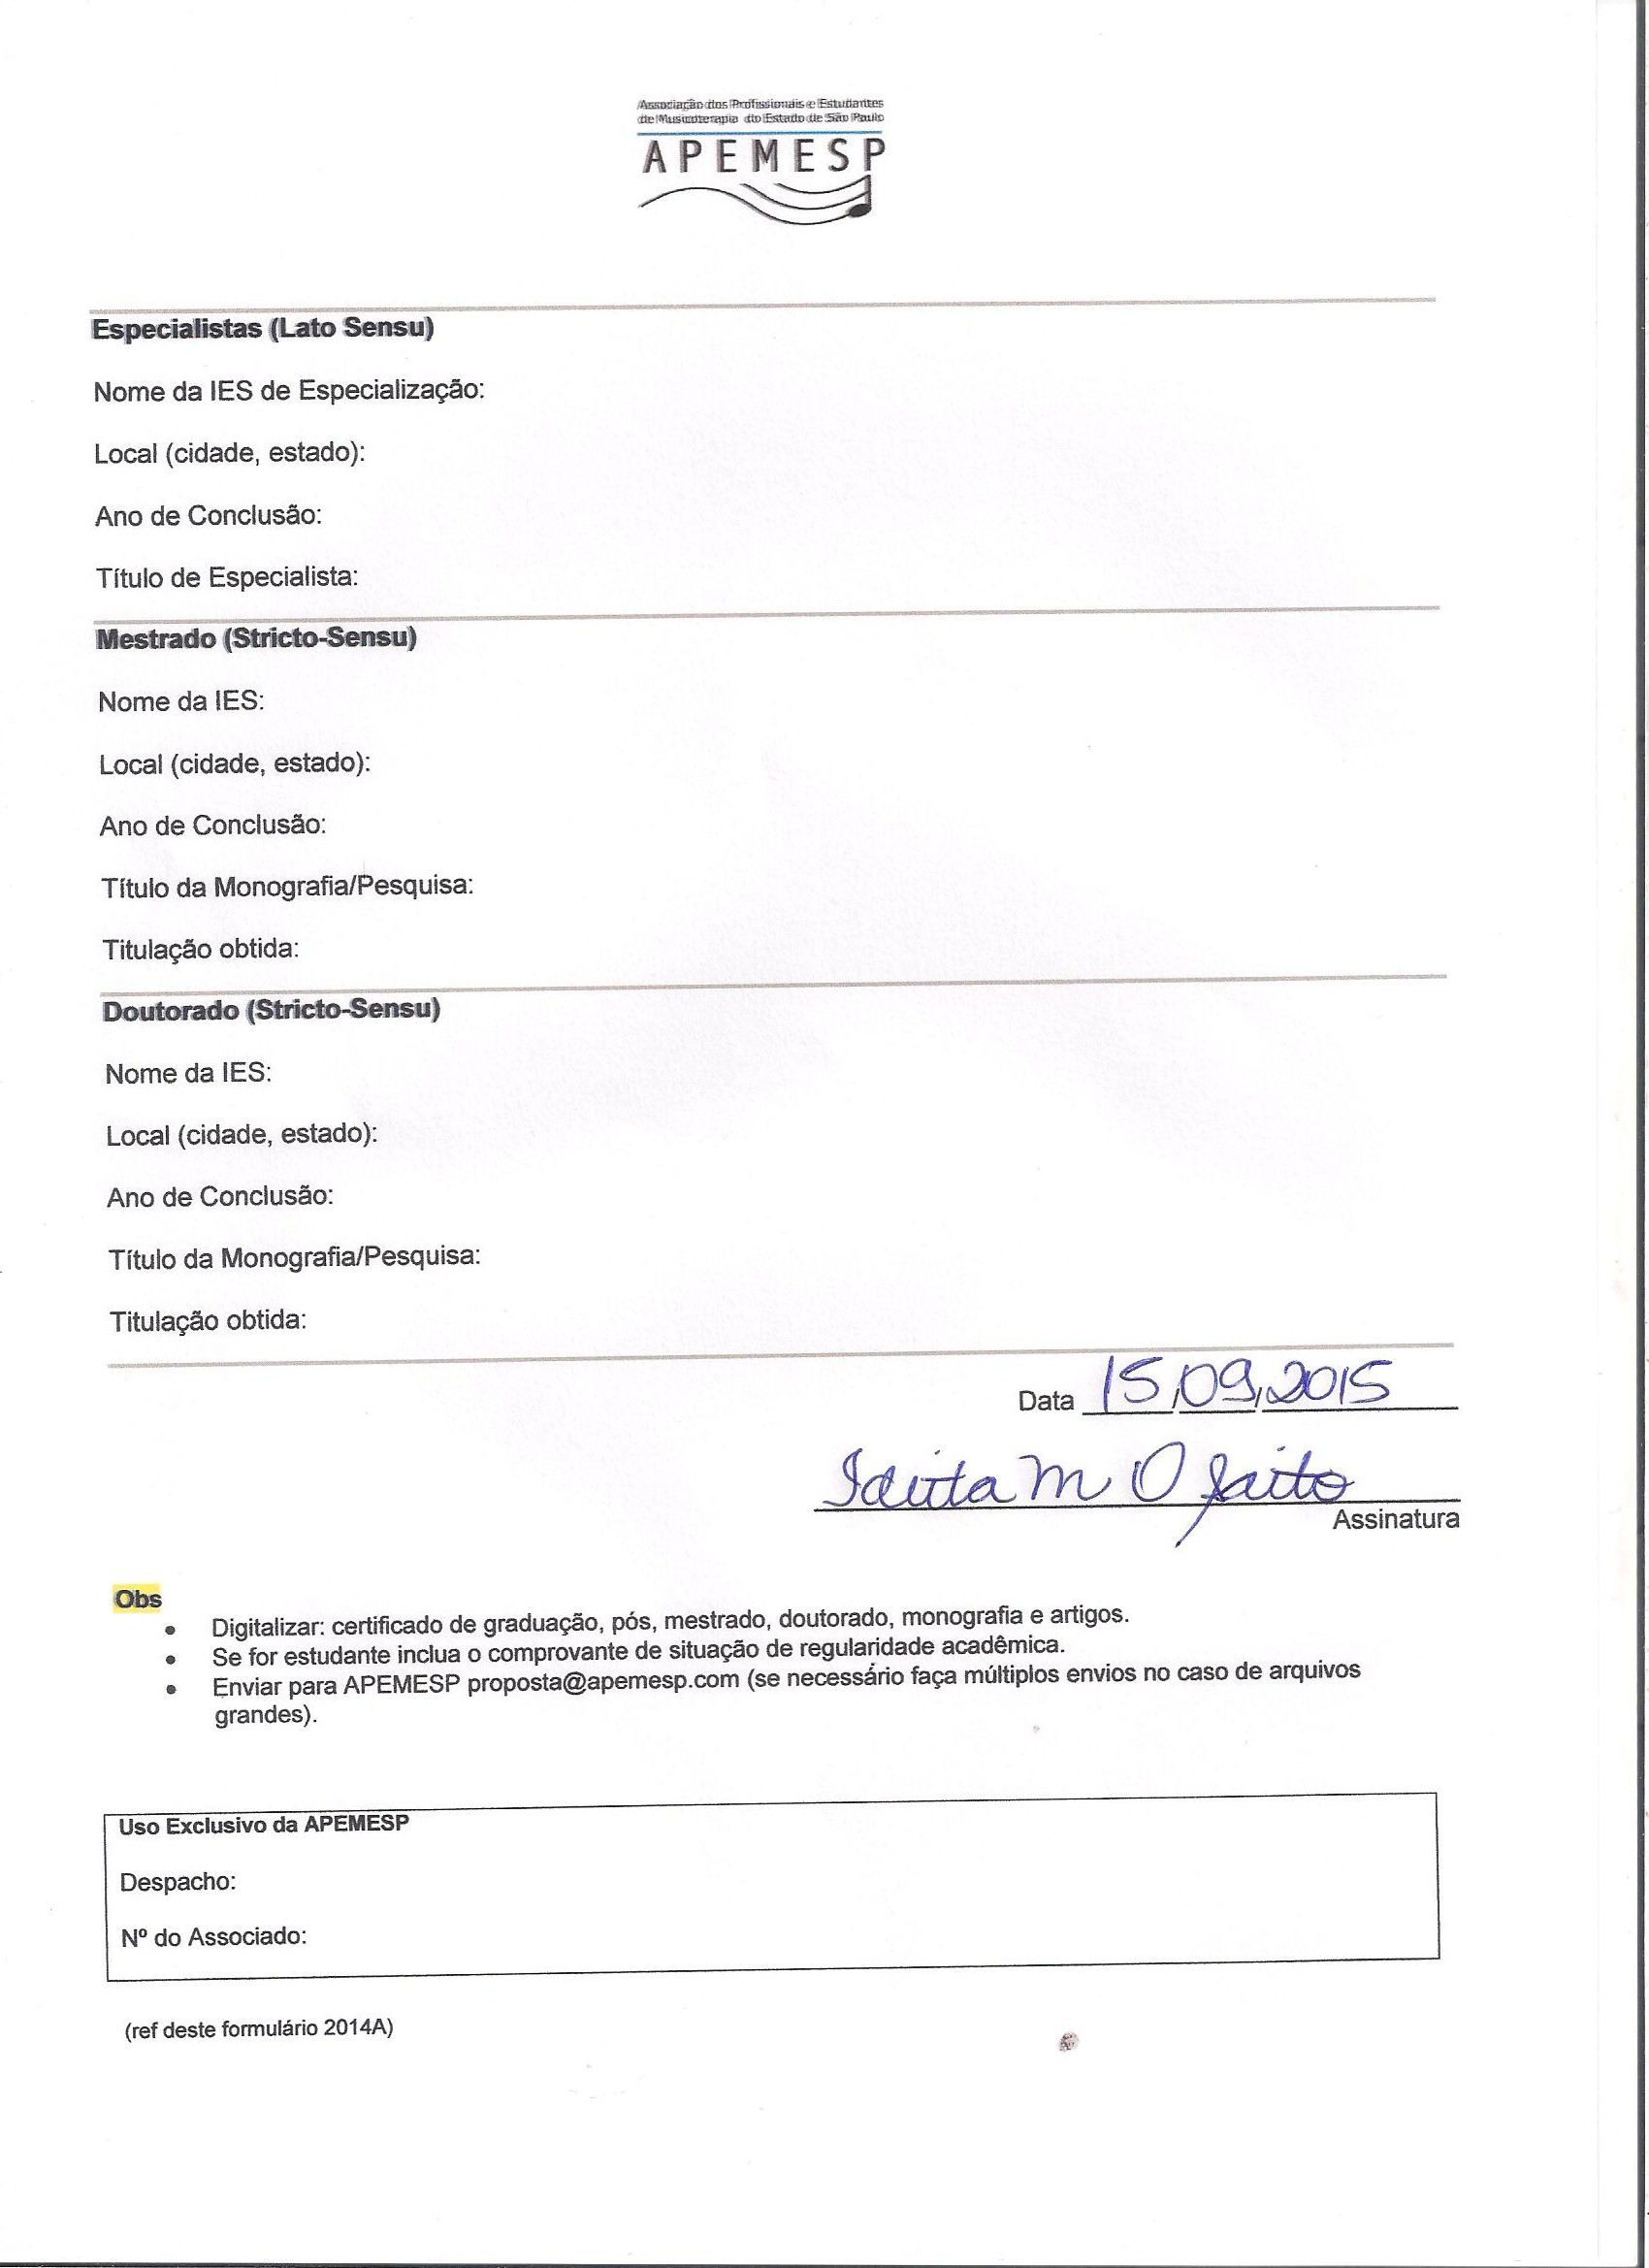 Associação dos Profissionais e Estudantes
de Musicoterapia do Estado de São Paulo
APEMESP
Especialistas (Lato Sensu)
Nome da IES de Especialização:
Local (cidade, estado):
Ano de Conclusão:
Título de Especialista:
Mestrado (Stricto-Sensu)
Nome da IES:
Local (cidade, estado):
Ano de Conclusão:
Título da Monografia/Pesquisa:
Titulação obtida:
Doutorado (Stricto-Sensu)
Nome da IES:
Local (cidade, estado):
Ano de Conclusão:
Título da Monografia/Pesquisa:
Titulação obtida:
Data 15/09/2015
M O
Assinatura
Obs
• Digitalizar: certificado de graduação, pós, mestrado, doutorado, monografia e artigos.
• Se for estudante inclua o comprovante de situação de regularidade acadêmica.
• Enviar para APEMESP proposta@apemesp.com (se necessário faça múltiplos envios no caso de arquivos
grandes).
Uso Exclusivo da APEMESP
Despacho:
Nº do Associado:
(ref deste formulário 2014A)